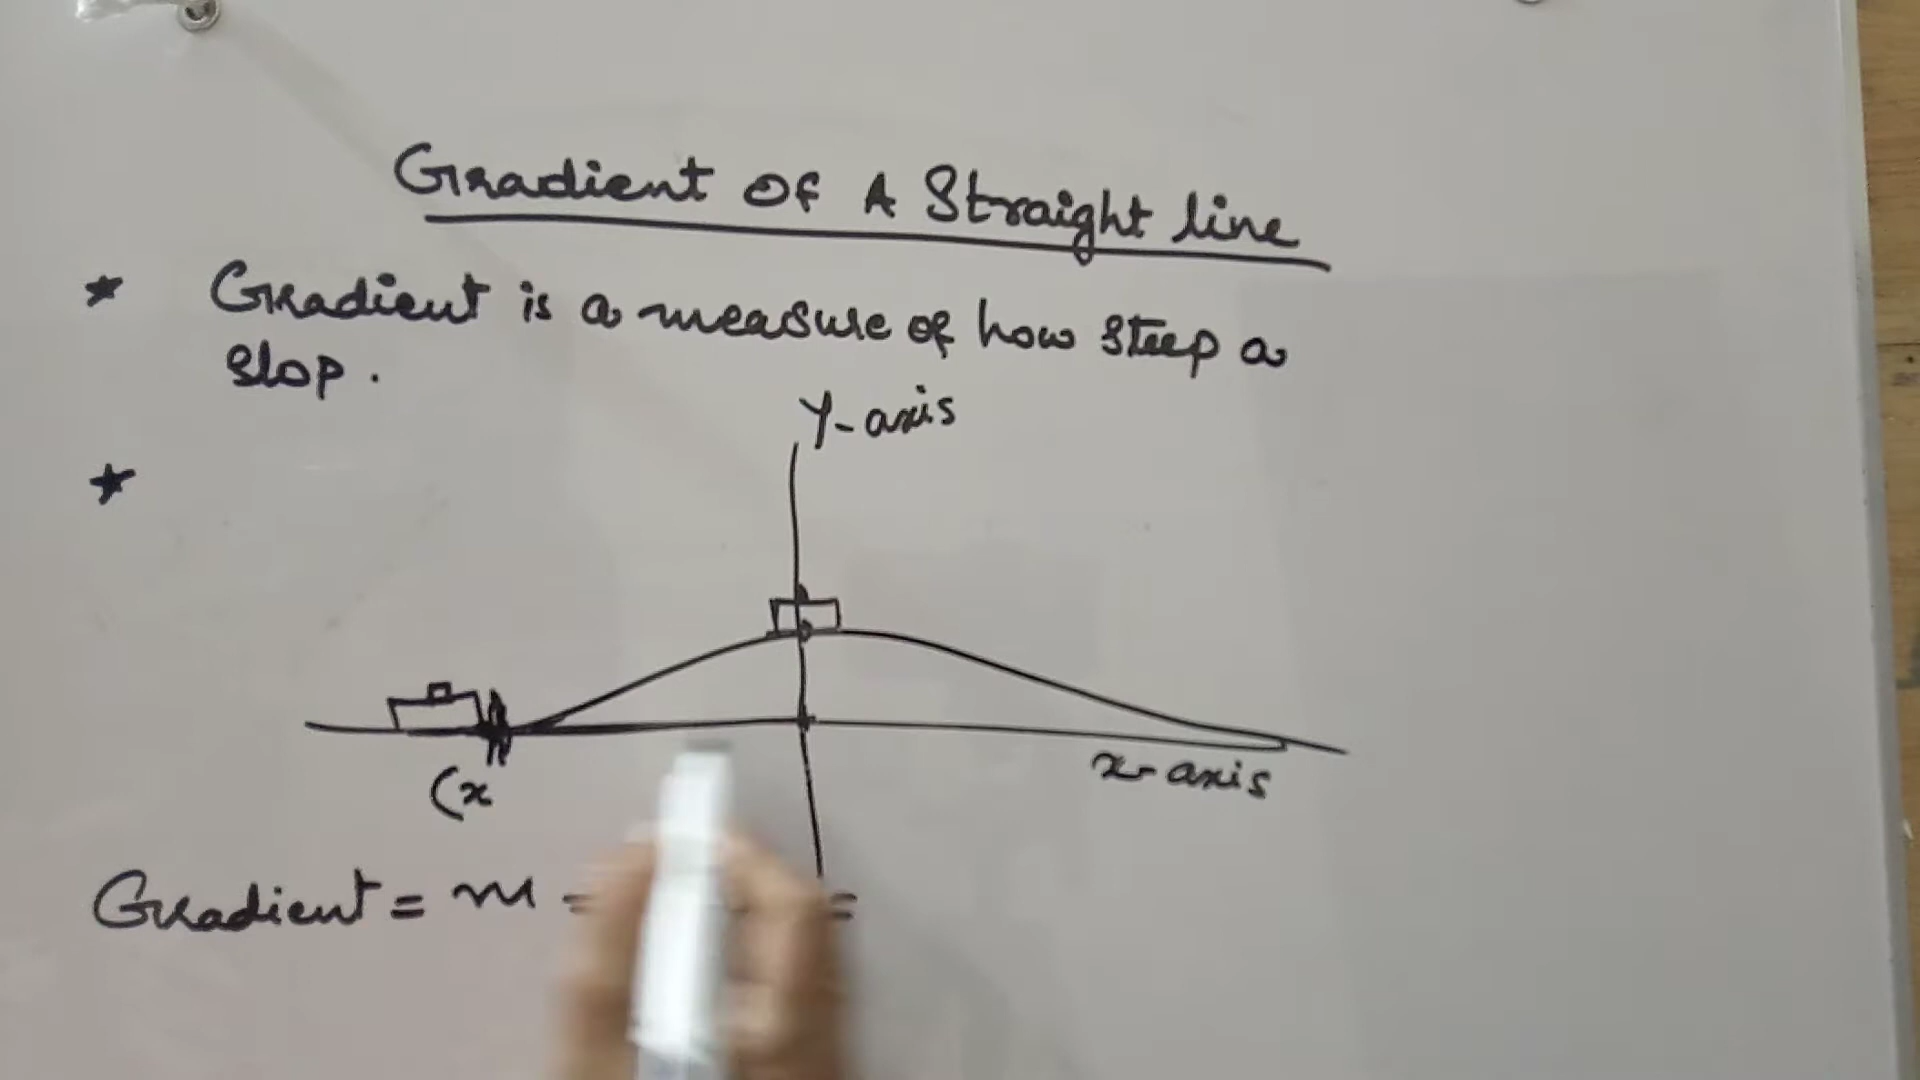 Gradient Of A Straight line
* Gradient is a measure of how steep a
slop.
Y-axis
*
(x
x-axis
Gradient = m = =